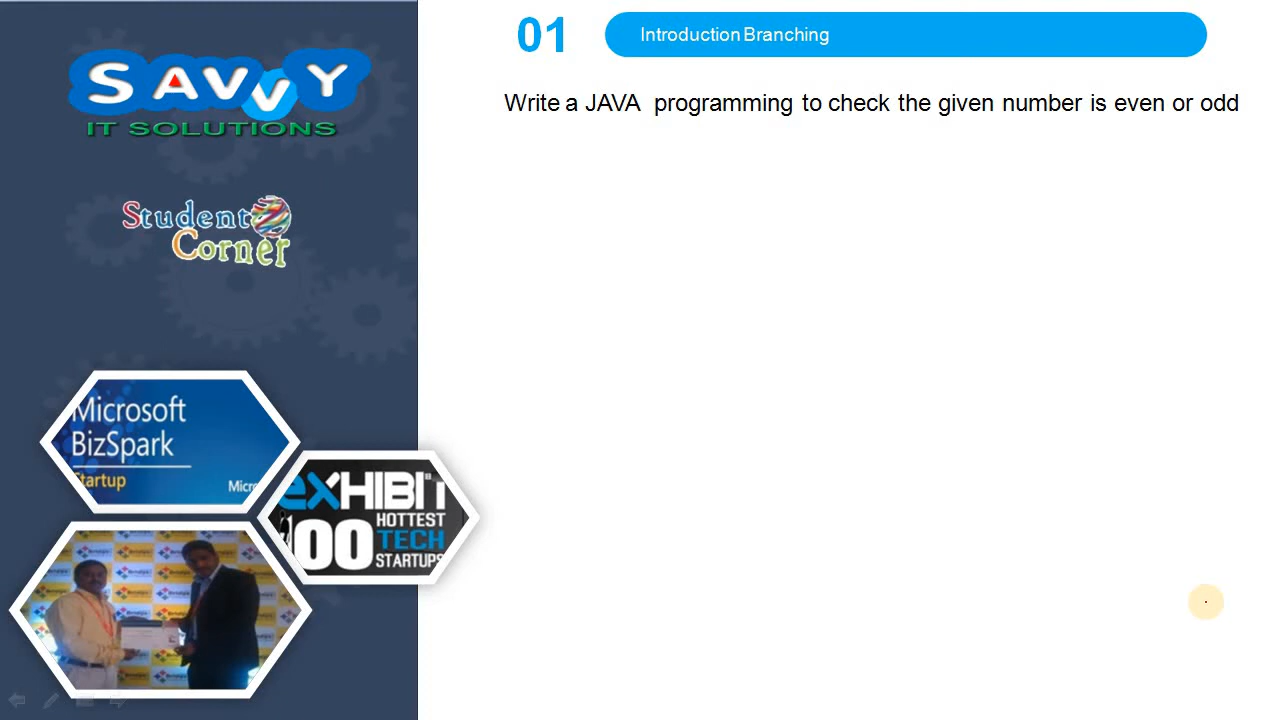 SAVVY
IT SOLUTIONS
Student
Corner
Microsoft
BizSpark
Startup
Micr
EXHIBIT
100
HOTTEST
TECH
STARTUPS
01
Introduction Branching
Write a JAVA programming to check the given number is even or odd